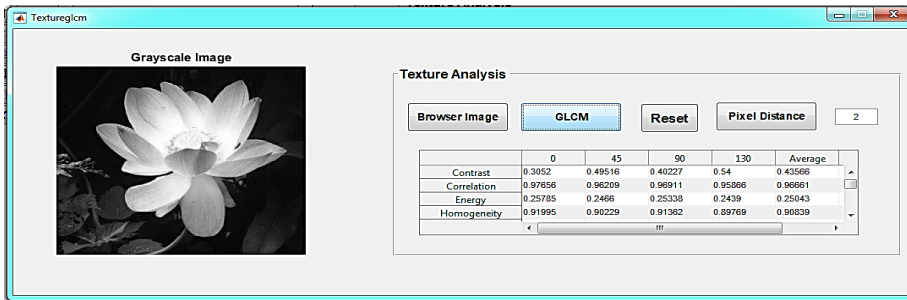 Textureglcm
Grayscale Image
Texture Analysis
Browser Image GLCM Reset Pixel Distance 2
0 45 90 130 Average
Contrast 0.3052 0.49516 0.40227 0.54 0.43566
Correlation 0.97656 0.96209 0.96911 0.95866 0.96661
Energy 0.25785 0.2466 0.25338 0.2439 0.25043
Homogeneity 0.91995 0.90229 0.91362 0.89769 0.90839